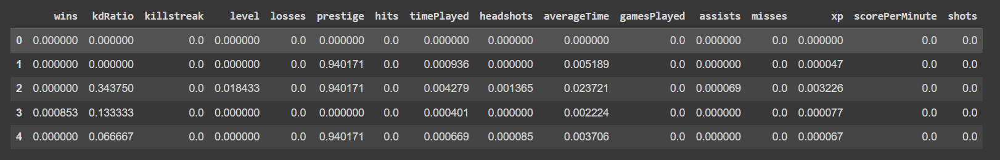 wins kdRatio killstreak level losses prestige hits timePlayed headshots averageTime gamesPlayed assists misses xp scorePerMinute shots
0 0.000000 0.000000 0.0 0.000000 0.0 0.000000 0.0 0.000000 0.000000 0.000000 0.0 0.000000 0.0 0.000000 0.0 0.0
1 0.000000 0.000000 0.0 0.000000 0.0 0.940171 0.0 0.000936 0.000000 0.005189 0.0 0.000000 0.0 0.000047 0.0 0.0
2 0.000000 0.343750 0.0 0.018433 0.0 0.940171 0.0 0.004279 0.001365 0.023721 0.0 0.000069 0.0 0.003226 0.0 0.0
3 0.000853 0.133333 0.0 0.000000 0.0 0.000000 0.0 0.000401 0.000000 0.002224 0.0 0.000000 0.0 0.000077 0.0 0.0
4 0.000000 0.066667 0.0 0.000000 0.0 0.940171 0.0 0.000669 0.000085 0.003706 0.0 0.000000 0.0 0.000067 0.0 0.0